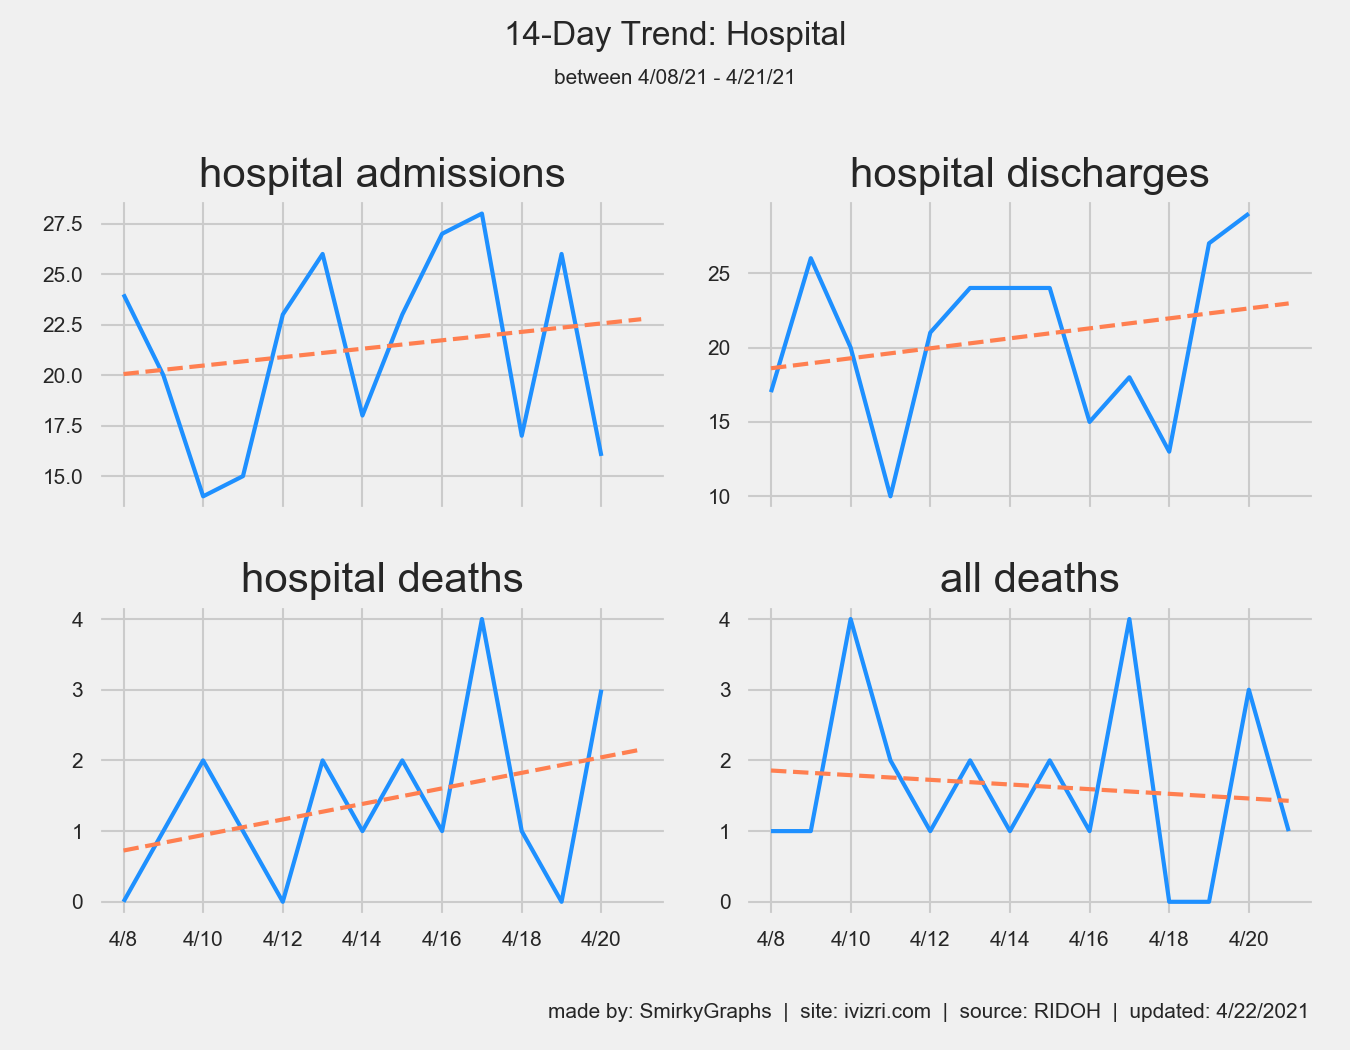 14-Day Trend: Hospital
between 4/08/21 - 4/21/21
hospital admissions
27.5
25.0
22.5
20.0
17.5
15.0
hospital discharges
25
20
15
10
hospital deaths
4
3
2
1
0
4/8 4/10 4/12 4/14 4/16 4/18 4/20
all deaths
4
3
2
1
0
4/8 4/10 4/12 4/14 4/16 4/18 4/20
made by: SmirkyGraphs | site: ivizri.com | source: RIDOH | updated: 4/22/2021